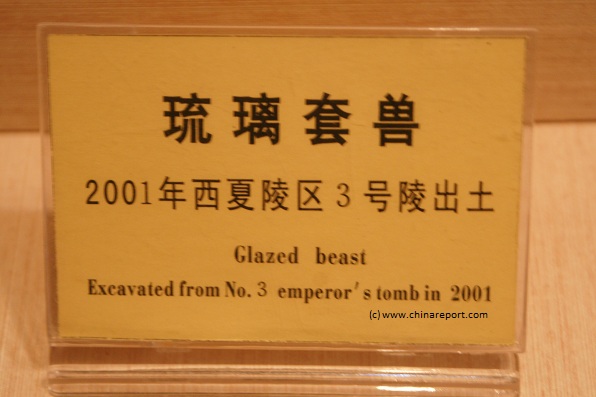 琉璃套兽
2001年西夏陵区3号陵出土
Glazed beast
Excavated from No. 3 emperor's tomb in 2001
(c) www.chinareport.com